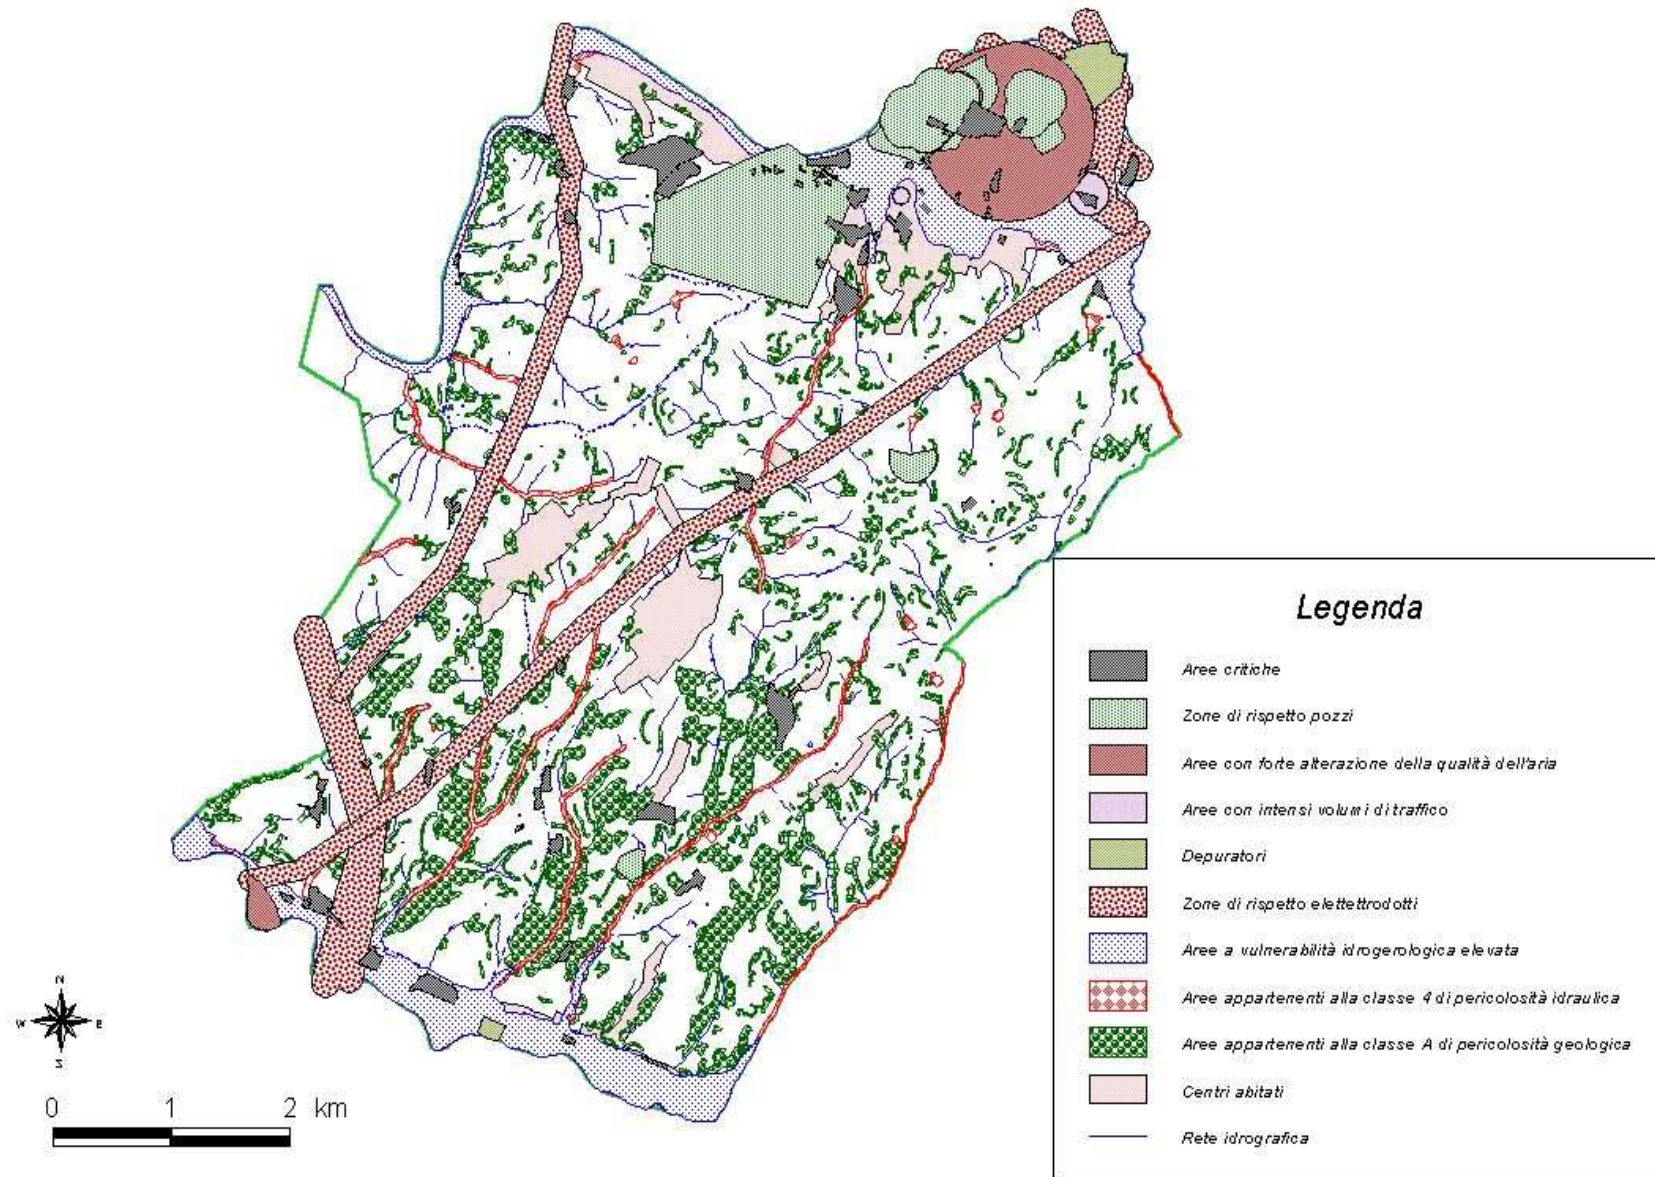 Legenda
Aree critiche
Zone di rispetto pozzi
Aree con forte alterazione della qualità dell'aria
Aree con intensi volumi di traffico
Depuratori
Zone di rispetto elettettrodotti
Aree a vulnerabilità idrogerologica elevata
Aree appartenenti alla classe 4 di pericolosità idraulica
Aree appartenenti alla classe A di pericolosità geologica
Centri abitati
Rete idrografica
N
W E
S
0 1 2 km